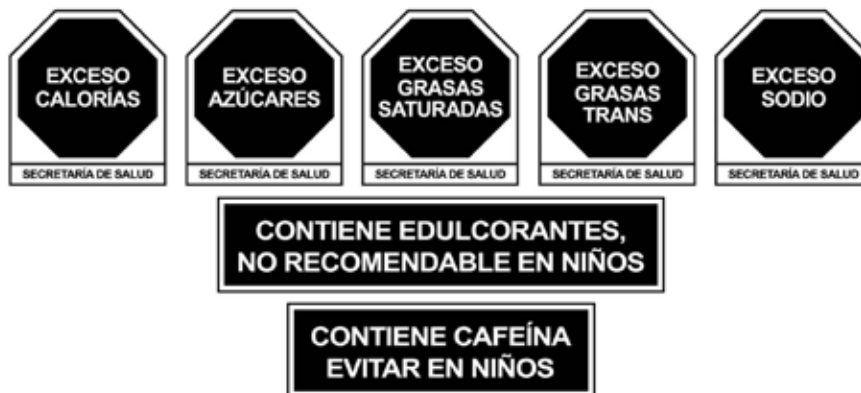 EXCESO
CALORÍAS
SECRETARÍA DE SALUD
EXCESO
AZÚCARES
SECRETARÍA DE SALUD
EXCESO
GRASAS
SATURADAS
SECRETARÍA DE SALUD
EXCESO
GRASAS
TRANS
SECRETARÍA DE SALUD
EXCESO
SODIO
SECRETARÍA DE SALUD
CONTIENE EDULCORANTES,
NO RECOMENDABLE EN NIÑOS
CONTIENE CAFEÍNA
EVITAR EN NIÑOS